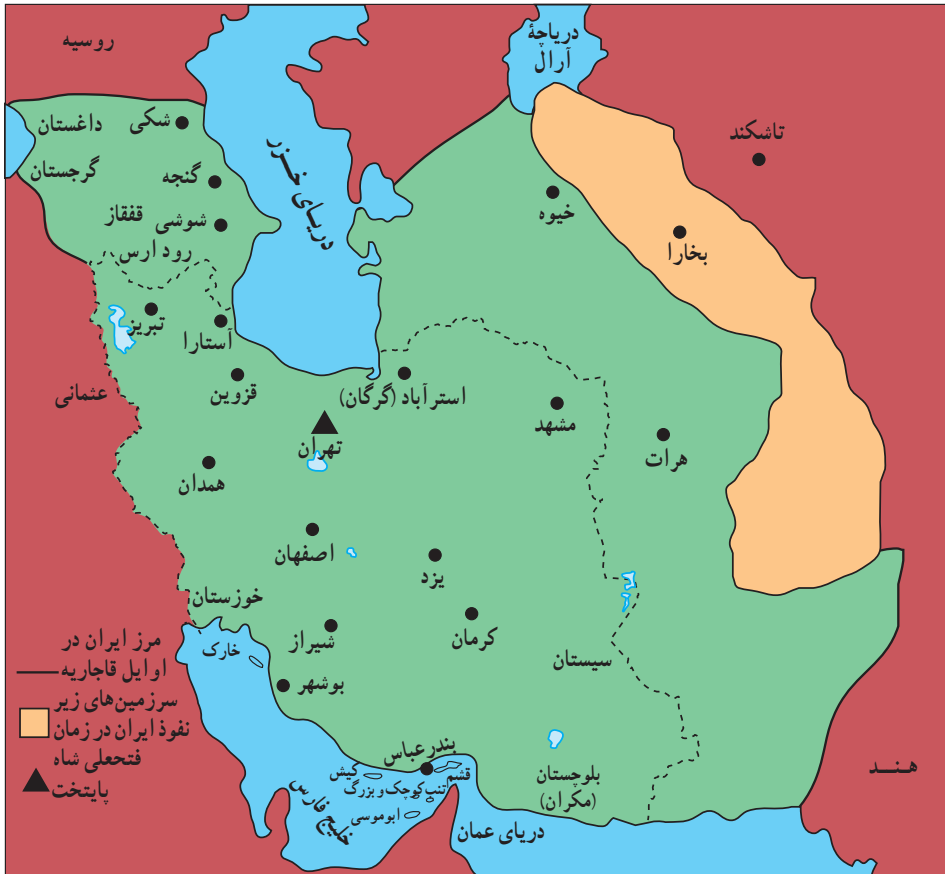 روسیه
دریاچهٔ
آرال
تاشکند
داغستان
شکی
گرجستان
گنجه
دریای خزر
خیوه
شوشی
قفقاز
رود ارس
بخارا
تبریز
آستارا
عثمانی
قزوین
استرآباد (گرگان)
مشهد
تهران
هرات
همدان
اصفهان
یزد
خوزستان
شیراز
کرمان
سیستان
خارک
بوشهر
مرز ایران در
اوایل قاجاریه
سرزمین‌های زیر
نفوذ ایران در زمان
فتحعلی شاه
پایتخت
بندرعباس
قشم
کیش
تنب‌کوچک و بزرگ
ابوموسی
خلیج فارس
دریای عمان
بلوچستان
(مکران)
هند